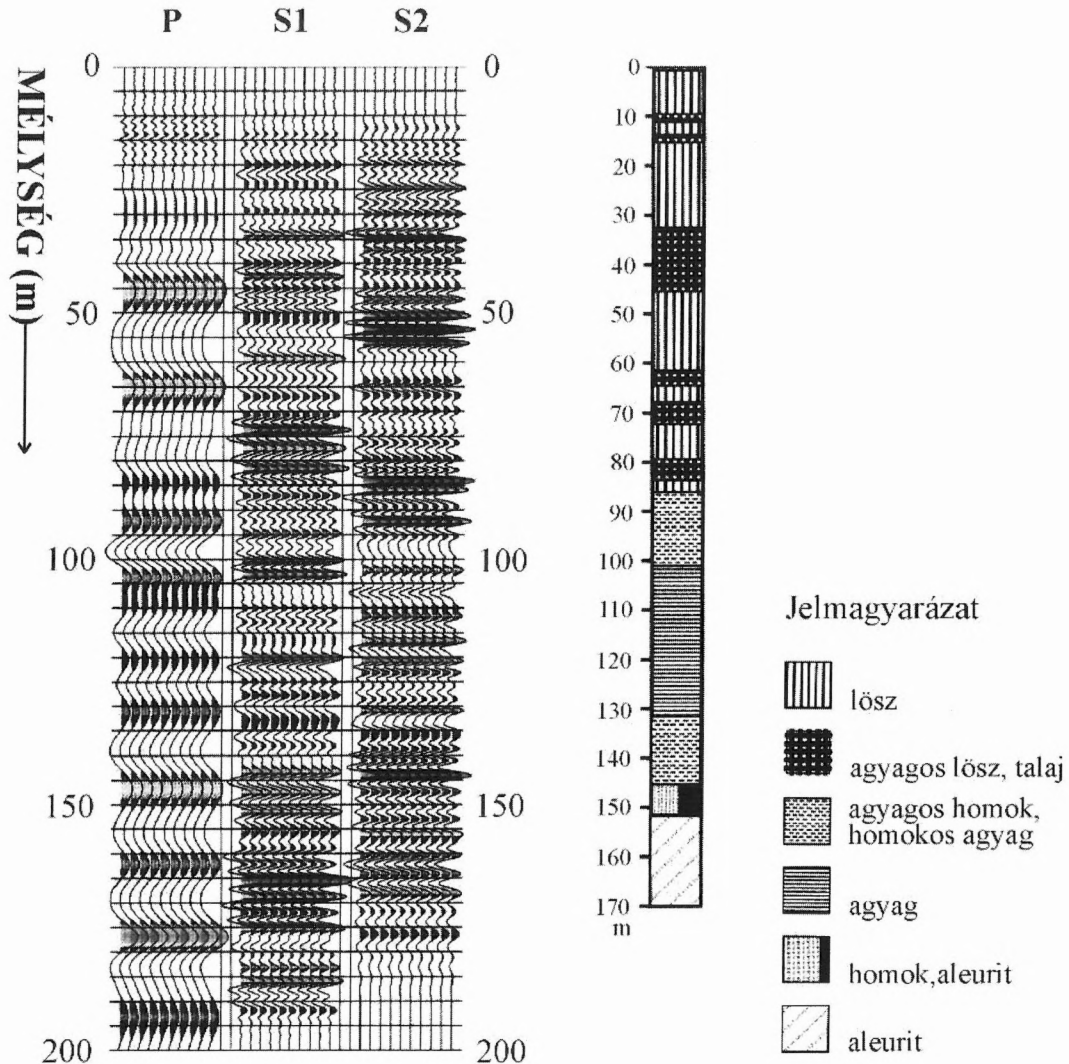 P S1 S2
MÉLYSÉG (m)
0
50
100
150
200
0
50
100
150
200
0
10
20
30
40
50
60
70
80
90
100
110
120
130
140
150
160
170
m
Jelmagyarázat
lösz
agyagos lösz, talaj
agyagos homok,
homokos agyag
agyag
homok,aleurit
aleurit